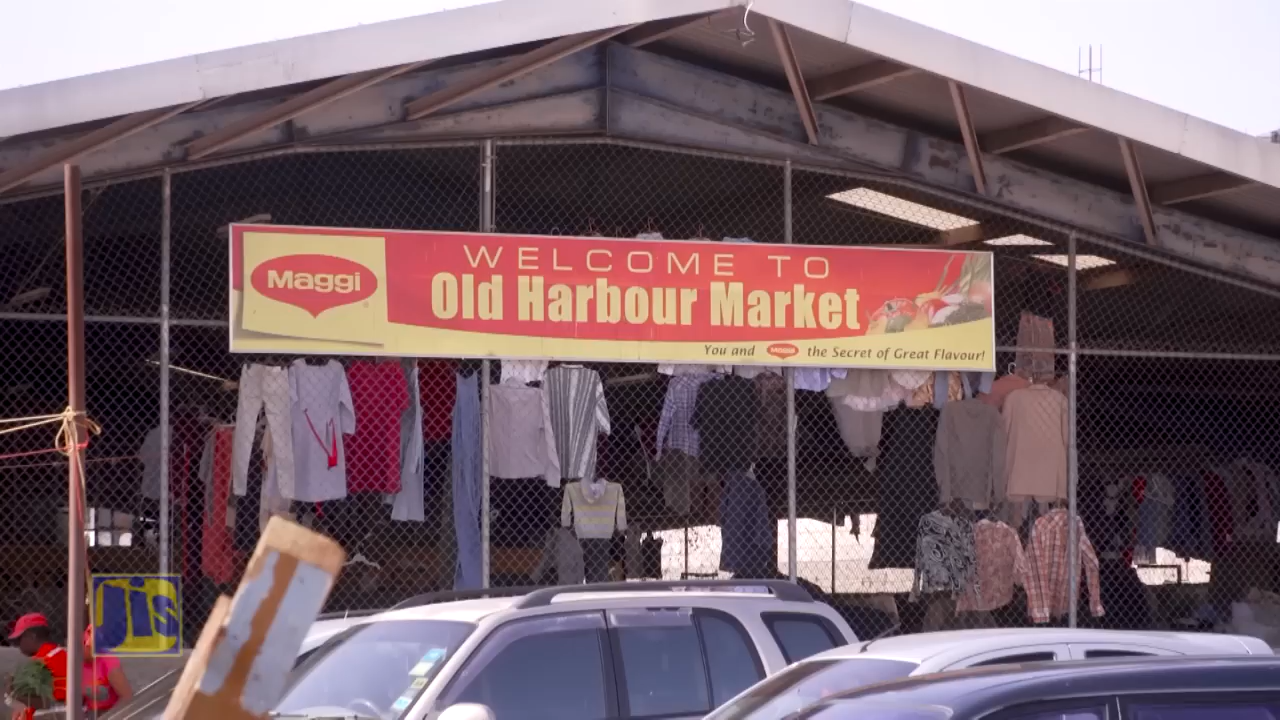 Maggi
WELCOME TO
Old Harbour Market
You and Maggi the Secret of Great Flavour!
Jis